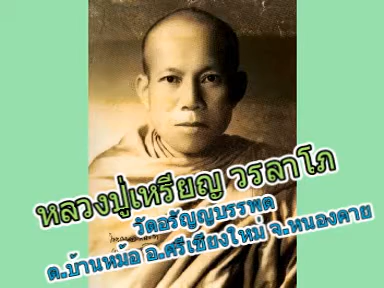 หลวงปู่เหรียญ วรลาโภ
วัดอรัญญบรรพต
ต.บ้านหม้อ อ.ศรีเชียงใหม่ จ.หนองคาย